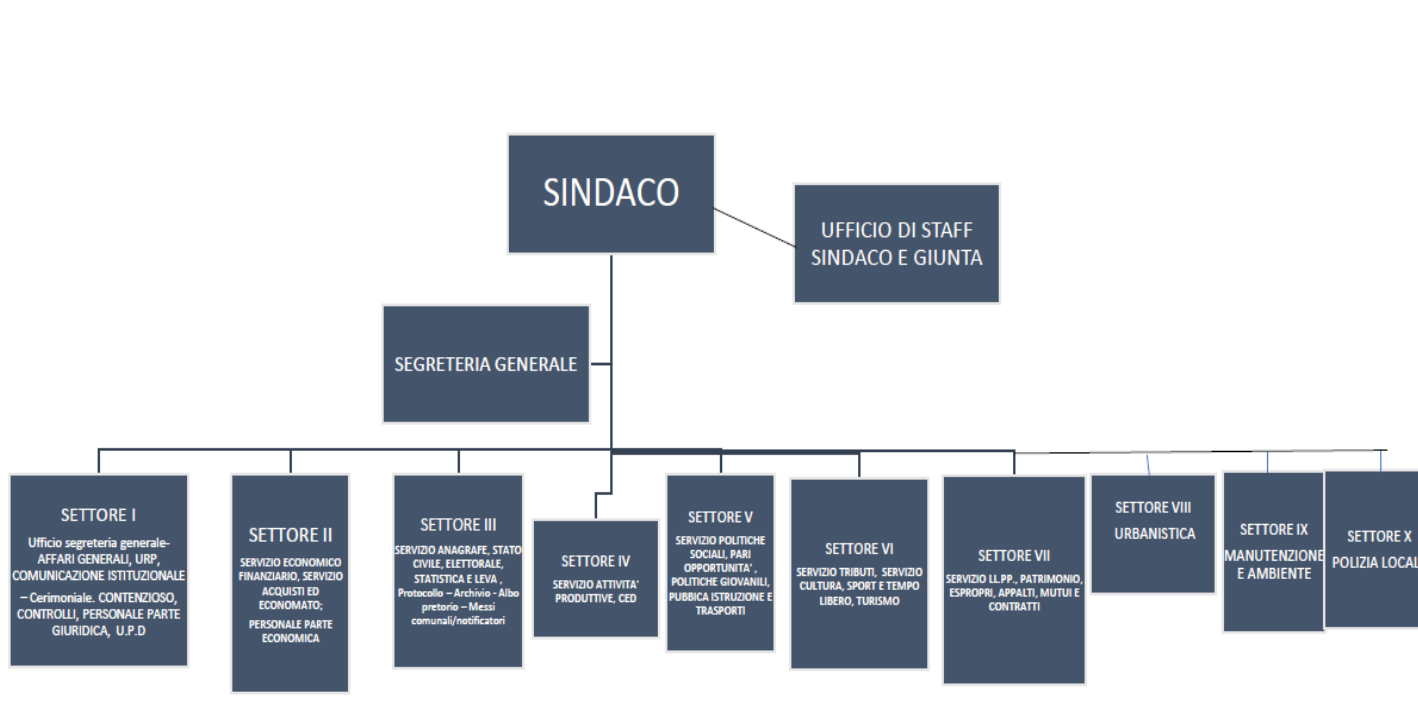 SINDACO
UFFICIO DI STAFF
SINDACO E GIUNTA
SEGRETERIA GENERALE
SETTORE I
Ufficio segreteria generale-
AFFARI GENERALI, URP,
COMUNICAZIONE ISTITUZIONALE
– Cerimoniale. CONTENZIOSO,
CONTROLLI, PERSONALE PARTE
GIURIDICA, U.P.D
SETTORE II
SERVIZIO ECONOMICO
FINANZIARIO, SERVIZIO
ACQUISTI ED
ECONOMATO;
PERSONALE PARTE
ECONOMICA
SETTORE III
SERVIZIO ANAGRAFE, STATO
CIVILE, ELETTORALE,
STATISTICA E LEVA ,
Protocollo – Archivio - Albo
pretorio – Messi
comunali/notificatori
SETTORE IV
SERVIZIO ATTIVITA'
PRODUTTIVE, CED
SETTORE V
SERVIZIO POLITICHE
SOCIALI, PARI
OPPORTUNITA' ,
POLITICHE GIOVANILI,
PUBBICA ISTRUZIONE E
TRASPORTI
SETTORE VI
SERVIZIO TRIBUTI, SERVIZIO
CULTURA, SPORT E TEMPO
LIBERO, TURISMO
SETTORE VII
SERVIZIO LL.PP., PATRIMONIO,
ESPROPRI, APPALTI, MUTUI E
CONTRATTI
SETTORE VIII
URBANISTICA
SETTORE IX
MANUTENZIONE
E AMBIENTE
SETTORE X
POLIZIA LOCAL